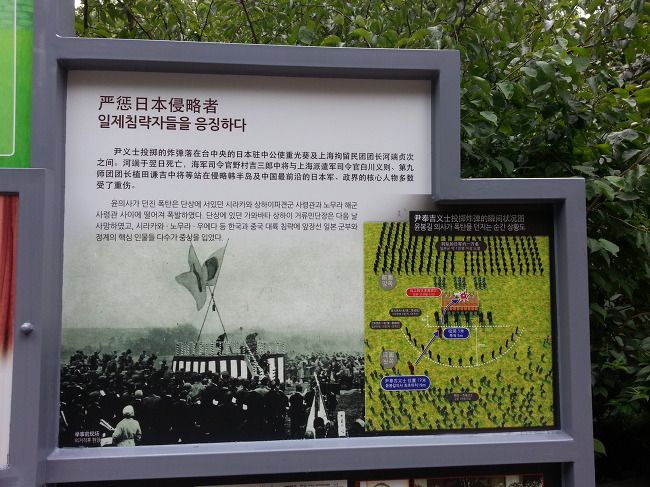 严惩日本侵略者
일제침략자들을 응징하다
尹义士投掷的炸弹落在台中央的日本驻中公使重光葵及上海拘留民团团长河端贞次
之间。河端于翌日死亡，海军司令官野村吉三郎中将与上海派遣军司令官白川义则、第九
师团团长植田谦吉中将等站在侵略韩半岛及中国最前沿的日本军、政界的核心人物多数
受了重伤。
윤의사가 던진 폭탄은 단상에 서있던 시라카와 상하이파견군 사령관과 노무라 해군
사령관 사이에 떨어져 폭발하였다. 단상에 있던 가와바타 상하이 거류민단장은 다음 날
사망하였고, 시라카와 · 노무라 · 우에다 등 한국과 중국 대륙 침략에 앞장선 일본 군부와
정계의 핵심 인물들 다수가 중상을 입었다.
尹奉吉义士投掷炸弹的瞬间状况图
윤봉길 의사가 폭탄을 던지는 순간 상황도
举事前现场